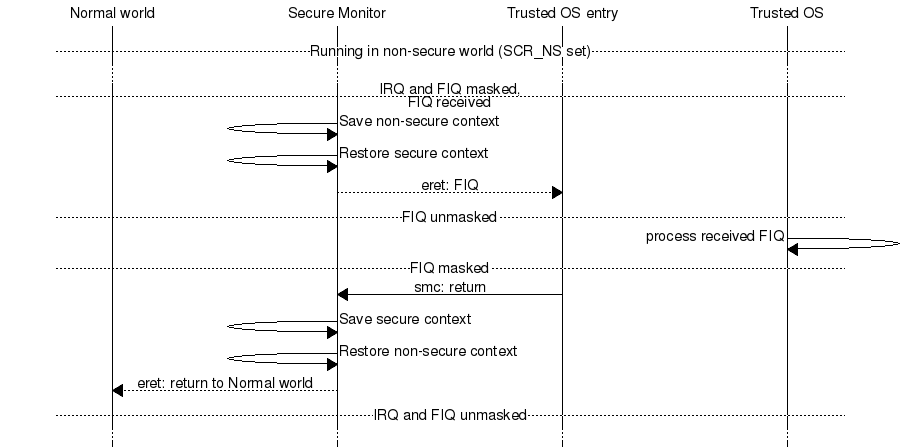 Normal world
Secure Monitor
Trusted OS entry
Trusted OS
Running in non-secure world (SCR_NS set)
IRQ and FIQ masked,
FIQ received
Save non-secure context
Restore secure context
eret: FIQ
FIQ unmasked
process received FIQ
FIQ masked
smc: return
Save secure context
Restore non-secure context
eret: return to Normal world
IRQ and FIQ unmasked